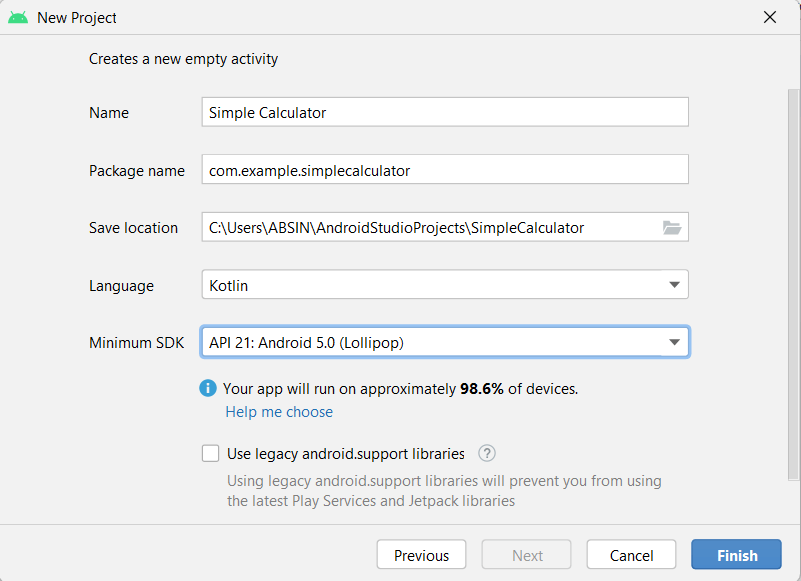 New Project
Creates a new empty activity
Name
Simple Calculator
Package name
com.example.simplecalculator
Save location
C:\Users\ABSIN\AndroidStudioProjects\SimpleCalculator
Language
Kotlin
Minimum SDK
API 21: Android 5.0 (Lollipop)
Your app will run on approximately 98.6% of devices.
Help me choose
Use legacy android.support libraries ?
Using legacy android.support libraries will prevent you from using
the latest Play Services and Jetpack libraries
Previous Next Cancel Finish